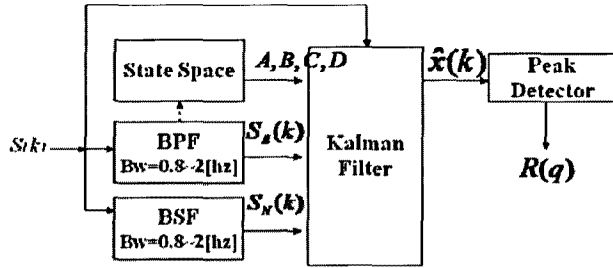 State Space
A, B, C, D
x̂(k)
Peak
Detector
S(k)
BPF
Bw=0.8~2[hz]
S_B(k)
Kalman
Filter
R(q)
BSF
Bw=0.8~2[hz]
S_N(k)